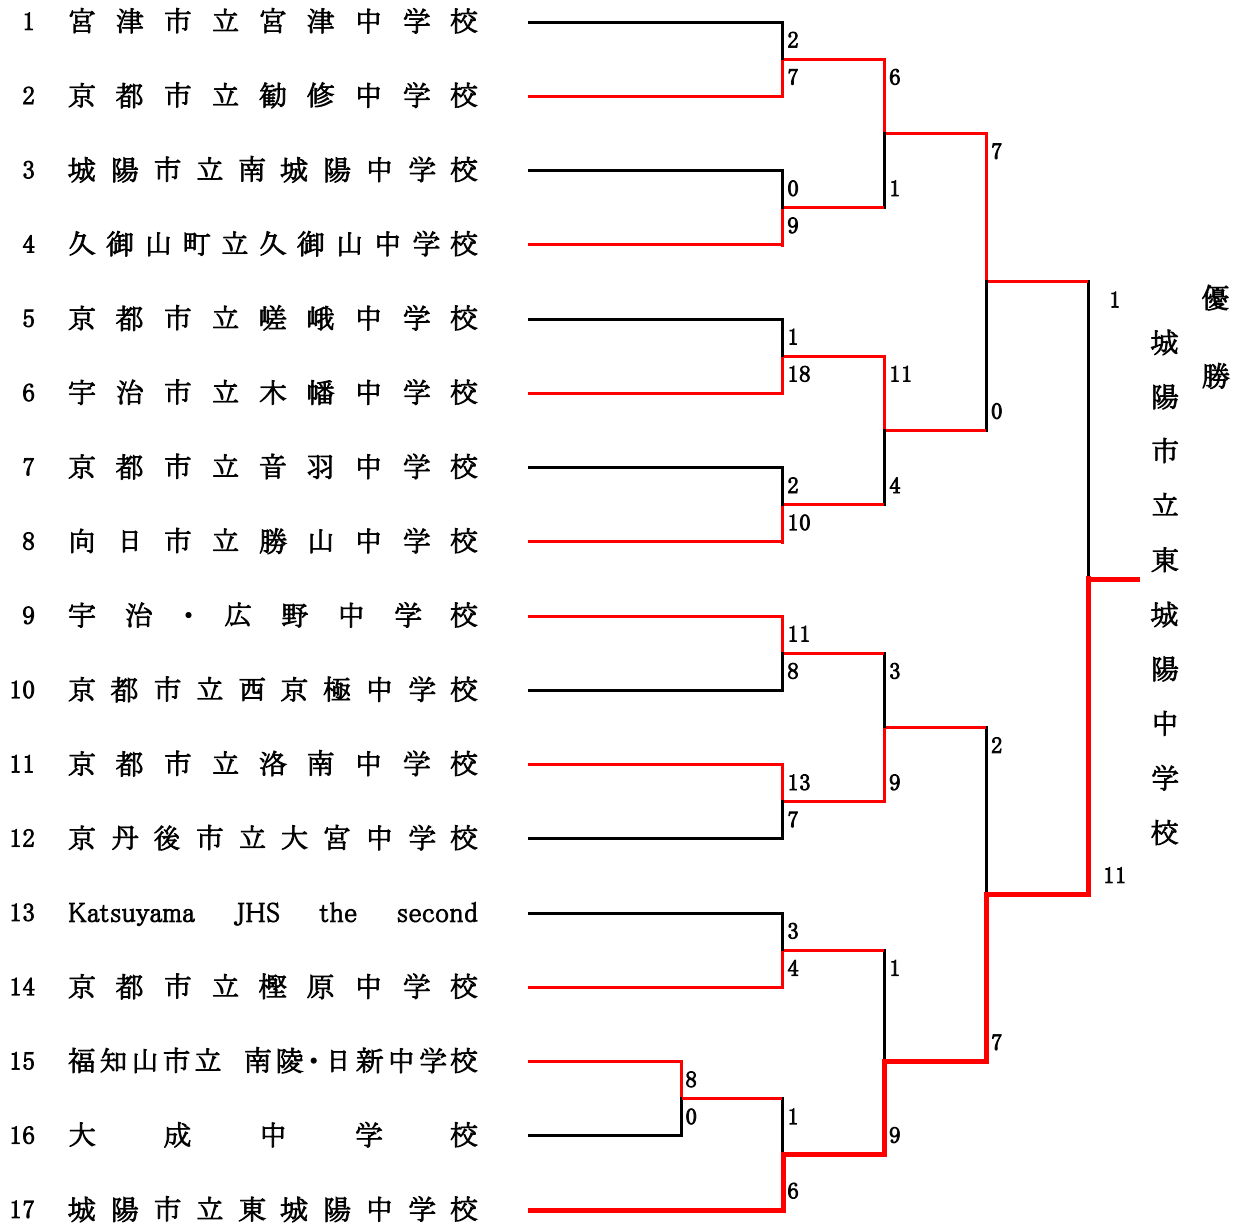 1 宮津市立宮津中学校
2 京都市立勧修中学校
3 城陽市立南城陽中学校
4 久御山町立久御山中学校
5 京都市立嵯峨中学校
6 宇治市立木幡中学校
7 京都市立音羽中学校
8 向日市立勝山中学校
9 宇治・広野中学校
10 京都市立西京極中学校
11 京都市立洛南中学校
12 京丹後市立大宮中学校
13 Katsuyama JHS the second
14 京都市立樫原中学校
15 福知山市立 南陵・日新中学校
16 大成中学校
17 城陽市立東城陽中学校
2
7
0
9
1
18
2
10
11
8
13
7
3
4
8
0
1
6
6
1
11
4
3
9
1
9
7
0
2
7
1
11
優勝
城陽市立東城陽中学校